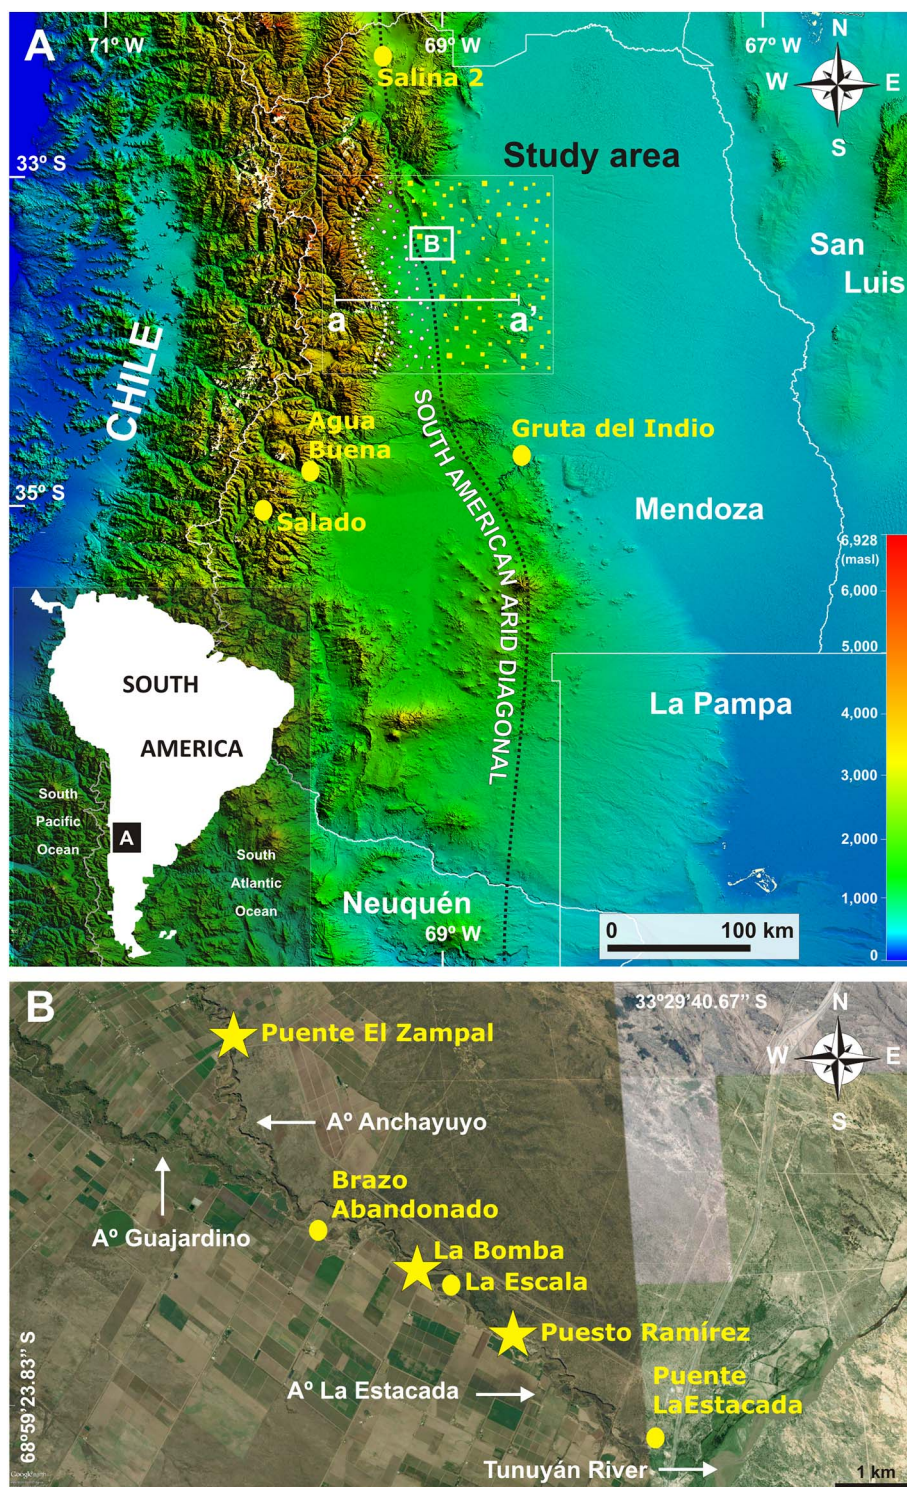 A
71º W
69º W
67º W
N
W
E
S
Salina 2
33º S
Study area
B
San
Luis
a
a’
CHILE
Agua
Buena
Gruta del Indio
SOUTH AMERICAN ARID DIAGONAL
35º S
Salado
Mendoza
6,928
(masl)
6,000
5,000
4,000
3,000
2,000
1,000
0
SOUTH
AMERICA
La Pampa
South
Pacific
Ocean
A
South
Atlantic
Ocean
Neuquén
69º W
0
100 km
B
33º29’40.67” S
N
W
E
S
Puente El Zampal
Aº Anchayuyo
Brazo
Abandonado
Aº Guajardino
La Bomba
La Escala
Puesto Ramírez
68º59’23.83” S
Aº La Estacada
Puente
LaEstacada
Tunuyán River
1 km